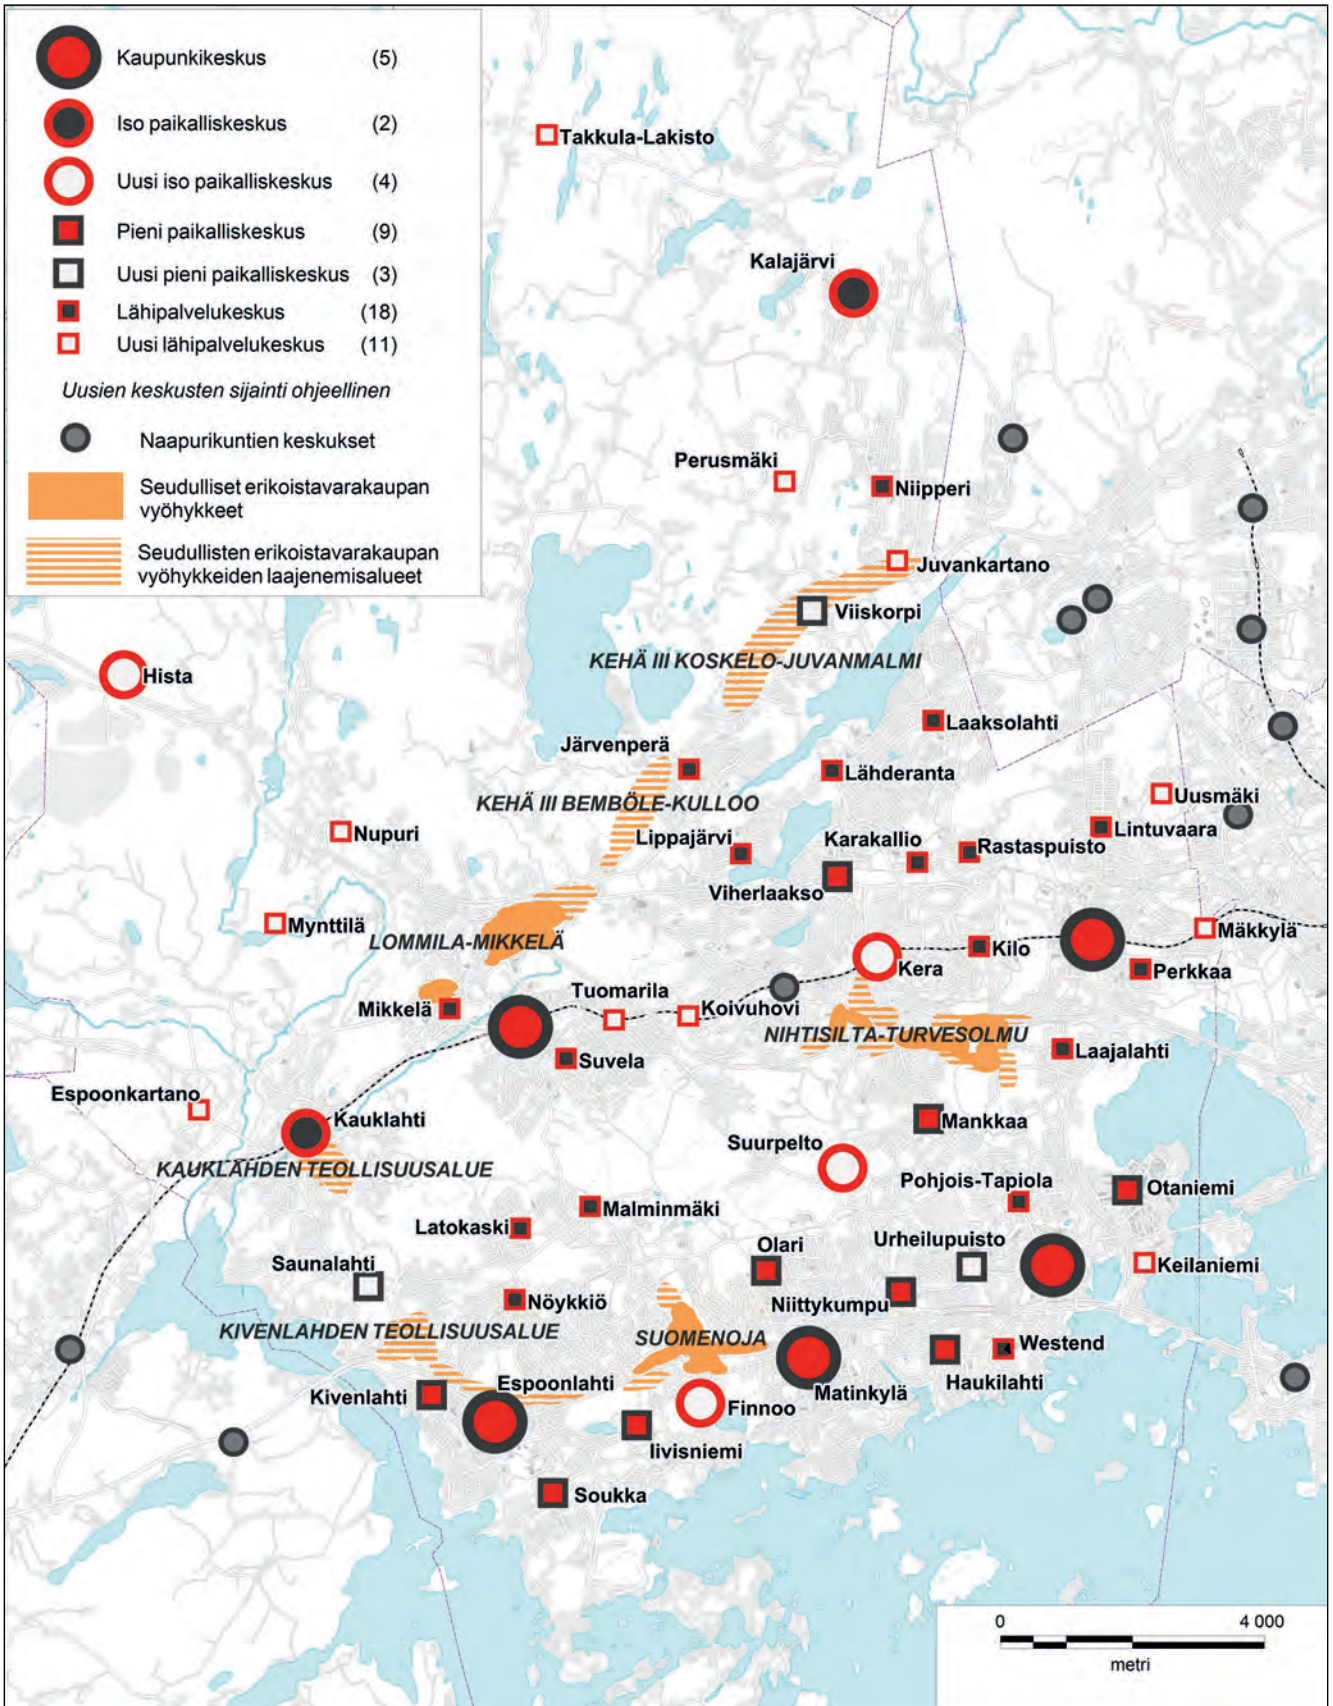 Kaupunkikeskus (5)
Iso paikalliskeskus (2)
Uusi iso paikalliskeskus (4)
Pieni paikalliskeskus (9)
Uusi pieni paikalliskeskus (3)
Lähipalvelukeskus (18)
Uusi lähipalvelukeskus (11)
Uusien keskusten sijainti ohjeellinen
Naapurikuntien keskukset
Seudulliset erikoistavarakaupan
vyöhykkeet
Seudullisten erikoistavarakaupan
vyöhykkeiden laajenemisalueet
Takkula-Lakisto
Kalajärvi
Perusmäki
Niipperi
Juvankartano
Viiskorpi
KEHÄ III KOSKELO-JUVANMALMI
Hista
Laaksolahti
Järvenperä
Lähderanta
KEHÄ III BEMBÖLE-KULLOO
Uusmäki
Nupuri
Lippajärvi
Karakallio
Rastaspuisto
Lintuvaara
Viherlaakso
Mynttilä
LOMMILA-MIKKELÄ
Kera
Kilo
Mäkkylä
Perkkaa
Mikkelä
Tuomarila
Koivuhovi
NIHTISILTA-TURVESOLMU
Suvela
Laajalahti
Espoonkartano
Kauklahti
Mankkaa
Suurpelto
KAUKLAHDEN TEOLLISUUSALUE
Pohjois-Tapiola
Otaniemi
Malminmäki
Latokaski
Olari
Urheilupuisto
Saunalahti
Keilaniemi
Nöykkiö
Niittykumpu
KIVENLAHDEN TEOLLISUUSALUE
SUOMENOJA
Westend
Haukilahti
Kivenlahti
Espoonlahti
Matinkylä
Finnoo
Iivisniemi
Soukka
0 4 000
metri